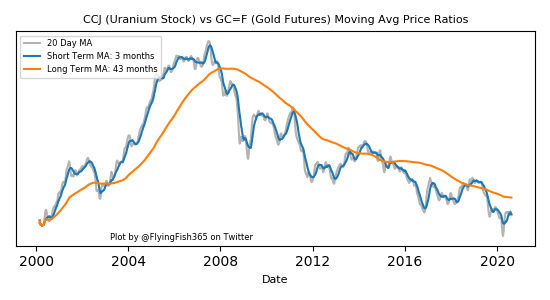 CCJ (Uranium Stock) vs GC=F (Gold Futures) Moving Avg Price Ratios
20 Day MA
Short Term MA: 3 months
Long Term MA: 43 months
Plot by @FlyingFish365 on Twitter
2000 2004 2008 2012 2016 2020
Date